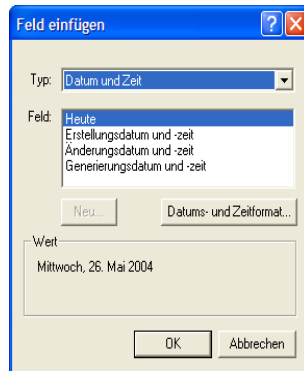 Feld einfügen
Typ: Datum und Zeit
Feld: Heute
Erstellungsdatum und -zeit
Änderungsdatum und -zeit
Generierungsdatum und -zeit
Neu... Datums- und Zeitformat...
Wert
Mittwoch, 26. Mai 2004
OK Abbrechen